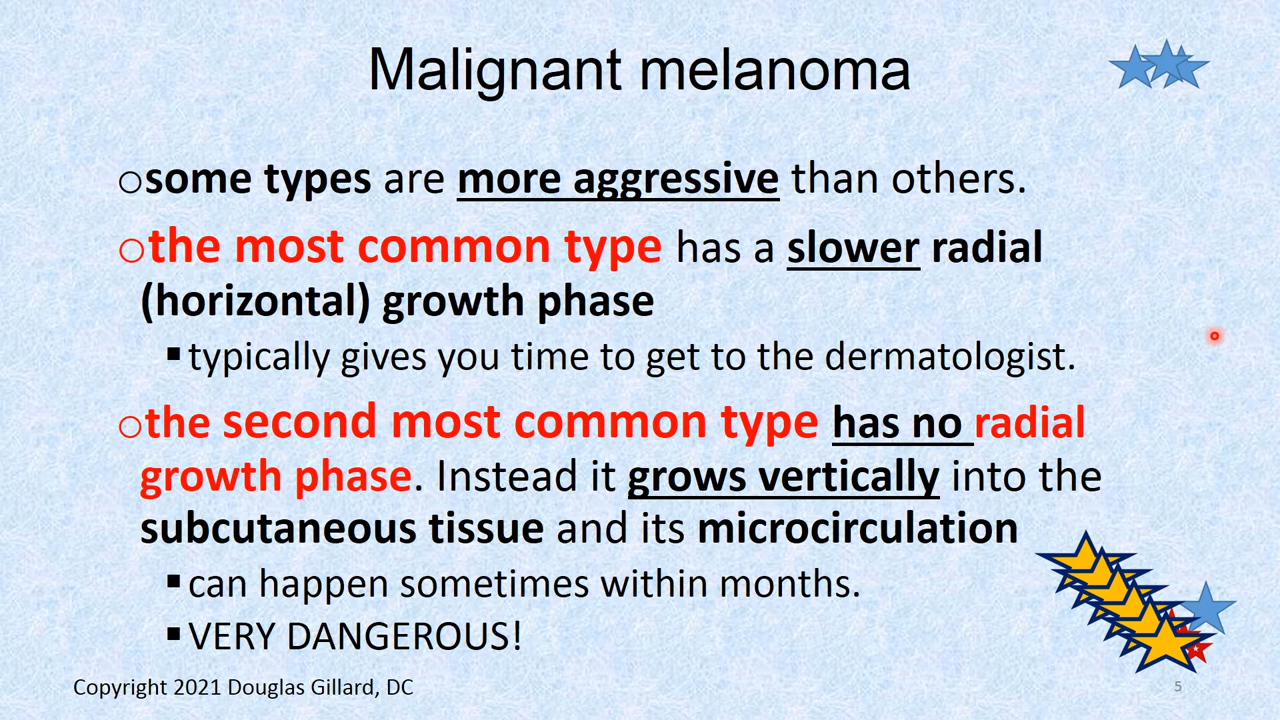 Malignant melanoma
some types are more aggressive than others.
the most common type has a slower radial
(horizontal) growth phase
typically gives you time to get to the dermatologist.
the second most common type has no radial
growth phase. Instead it grows vertically into the
subcutaneous tissue and its microcirculation
can happen sometimes within months.
VERY DANGEROUS!
Copyright 2021 Douglas Gillard, DC
5